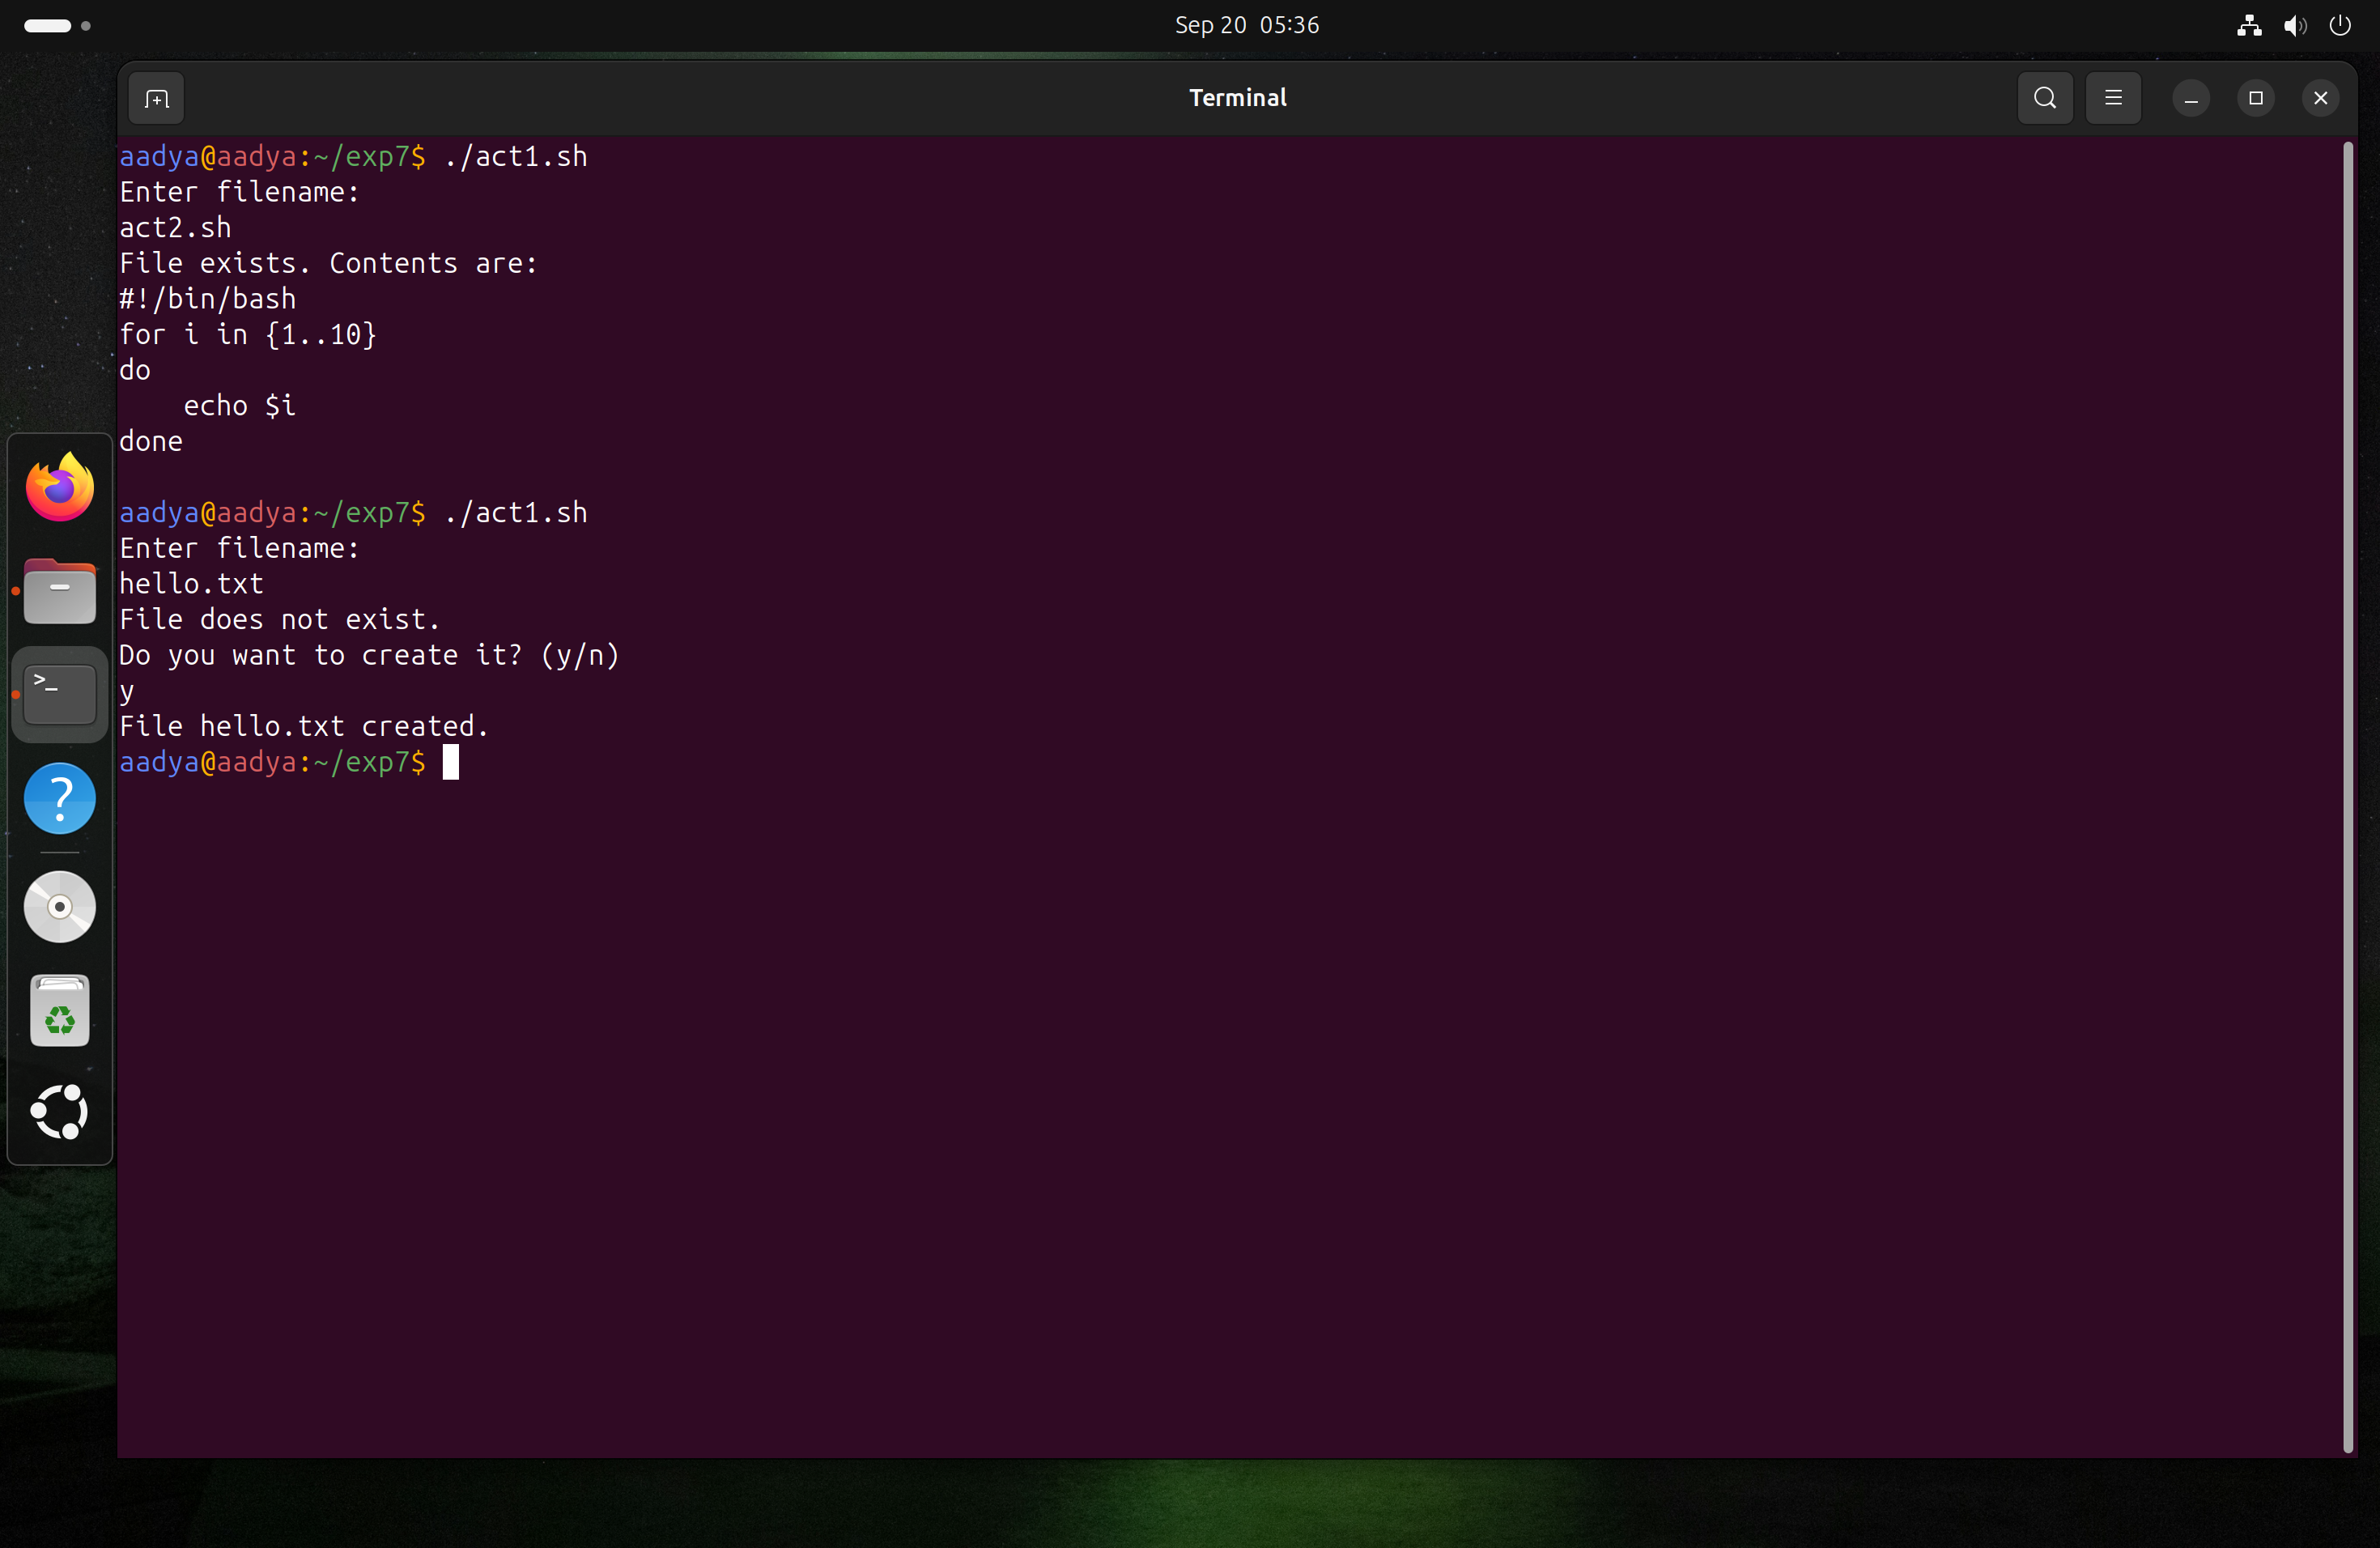 Sep 20 05:36
Terminal
aadya@aadya:~/exp7$ ./act1.sh
Enter filename:
act2.sh
File exists. Contents are:
#!/bin/bash
for i in {1..10}
do
    echo $i
done
aadya@aadya:~/exp7$ ./act1.sh
Enter filename:
hello.txt
File does not exist.
Do you want to create it? (y/n)
y
File hello.txt created.
aadya@aadya:~/exp7$